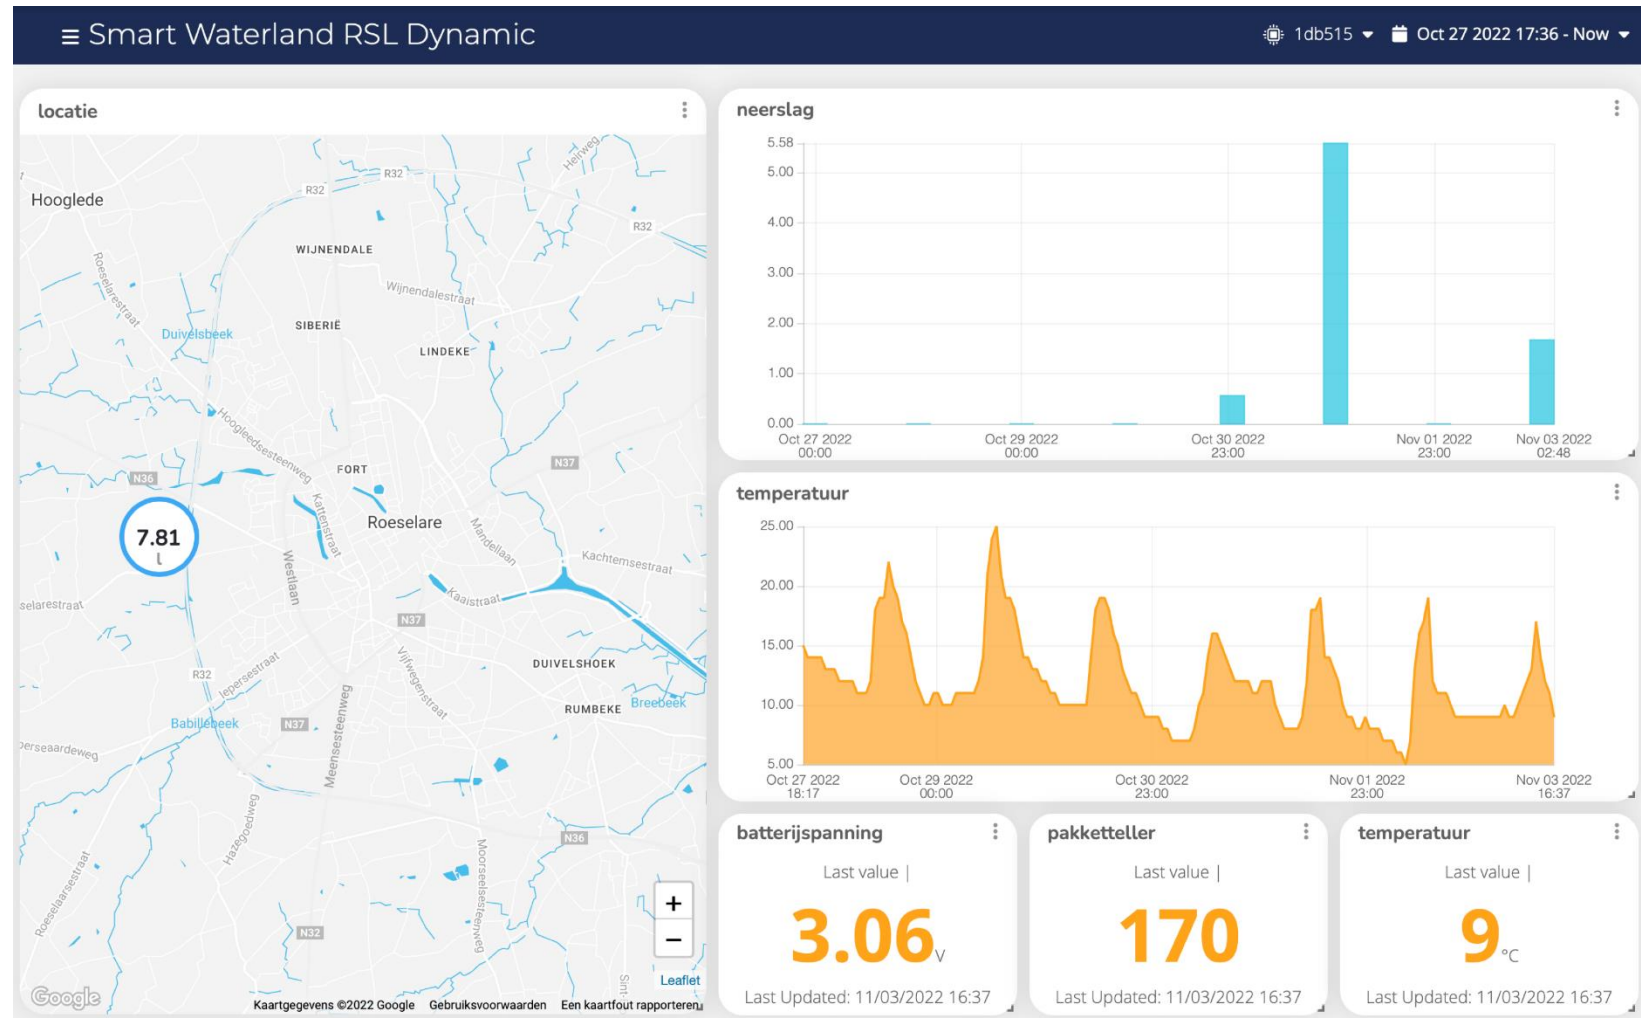 ≡ Smart Waterland RSL Dynamic
1db515
Oct 27 2022 17:36 - Now
locatie
Hooglede
R32
R32
Heirweg
R32
WIJNENDALE
Roeselarestraat
Wijnendalestraat
Duivelsbeek
SIBERIË
LINDEKE
Hoogleedsesteenweg
FORT
N37
N36
Kattenstraat
Roeselare
Mandellaan
7.81
l
Westlaan
Kachtemsestraat
selarestraat
Kaaistraat
N37
R32
Iepersestraat
Vijfwegenstraat
DUIVELSHOEK
RUMBEKE
Breebeek
Babillebeek
N37
Meensesteenweg
perseaardeweg
Hazegoedweg
N36
Moorseelsesteenweg
Roeselaarsestraat
N32
Sint-
+
−
Leaflet
Google
Kaartgegevens ©2022 Google Gebruiksvoorwaarden Een kaartfout rapporteren
neerslag
5.58
5.00
4.00
3.00
2.00
1.00
0.00
Oct 27 2022 Oct 29 2022 Oct 30 2022 Nov 01 2022 Nov 03 2022
00:00 00:00 23:00 23:00 02:48
temperatuur
25.00
20.00
15.00
10.00
5.00
Oct 27 2022 Oct 29 2022 Oct 30 2022 Nov 01 2022 Nov 03 2022
18:17 00:00 23:00 23:00 16:37
batterijspanning
Last value |
3.06 V
Last Updated: 11/03/2022 16:37
pakketteller
Last value |
170
Last Updated: 11/03/2022 16:37
temperatuur
Last value |
9 °C
Last Updated: 11/03/2022 16:37